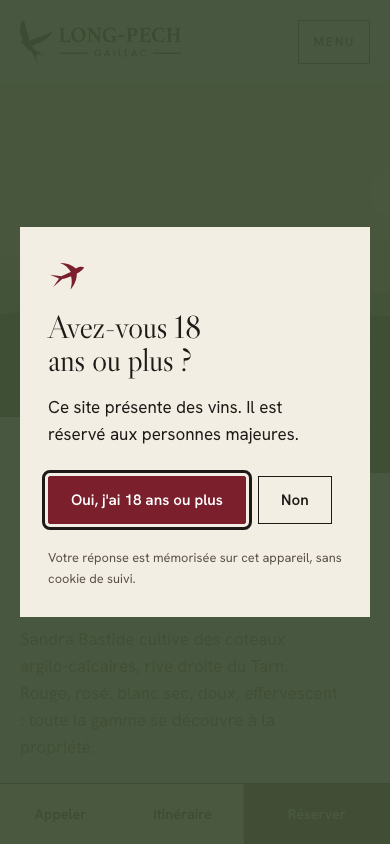 LONG-PECH
GAILLAC
MENU
Avez-vous 18
ans ou plus ?
Ce site présente des vins. Il est
réservé aux personnes majeures.
Oui, j'ai 18 ans ou plus
Non
Votre réponse est mémorisée sur cet appareil, sans
cookie de suivi.
Sandra Bastide cultive des coteaux
argilo-calcaires, rive droite du Tarn.
Rouge, rosé, blanc sec, doux, effervescent
: toute la gamme se découvre à la
propriété.
Appeler
Itinéraire
Réserver